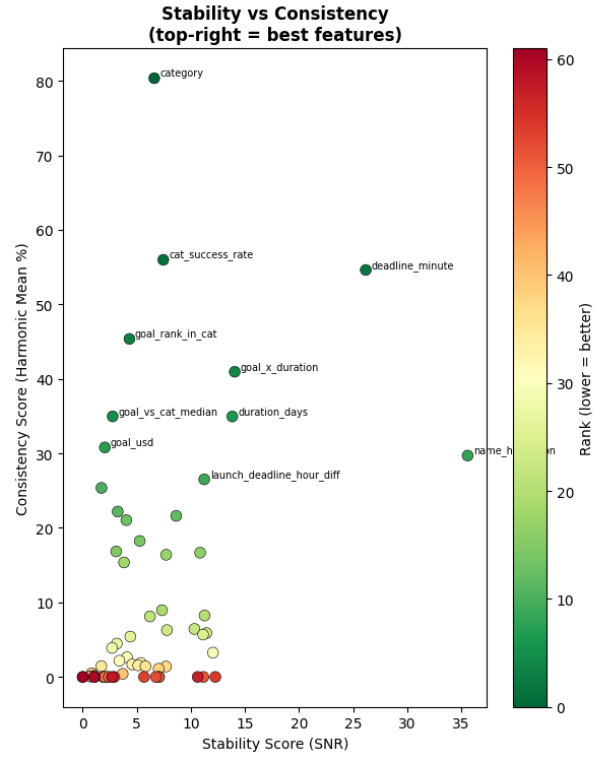 Stability vs Consistency
(top-right = best features)
Consistency Score (Harmonic Mean %)
80
70
60
50
40
30
20
10
0
category
cat_success_rate
deadline_minute
goal_rank_in_cat
goal_x_duration
goal_vs_cat_median
duration_days
goal_usd
launch_deadline_hour_diff
0
5
10
15
20
25
30
35
Stability Score (SNR)
60
50
40
30
20
10
0
Rank (lower = better)